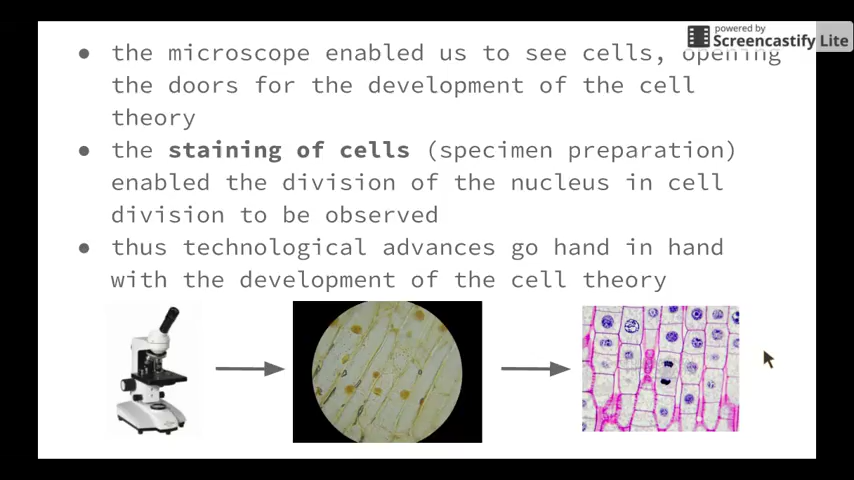 powered by
Screencastify Lite
● the microscope enabled us to see cells, opening
the doors for the development of the cell
theory
● the staining of cells (specimen preparation)
enabled the division of the nucleus in cell
division to be observed
● thus technological advances go hand in hand
with the development of the cell theory